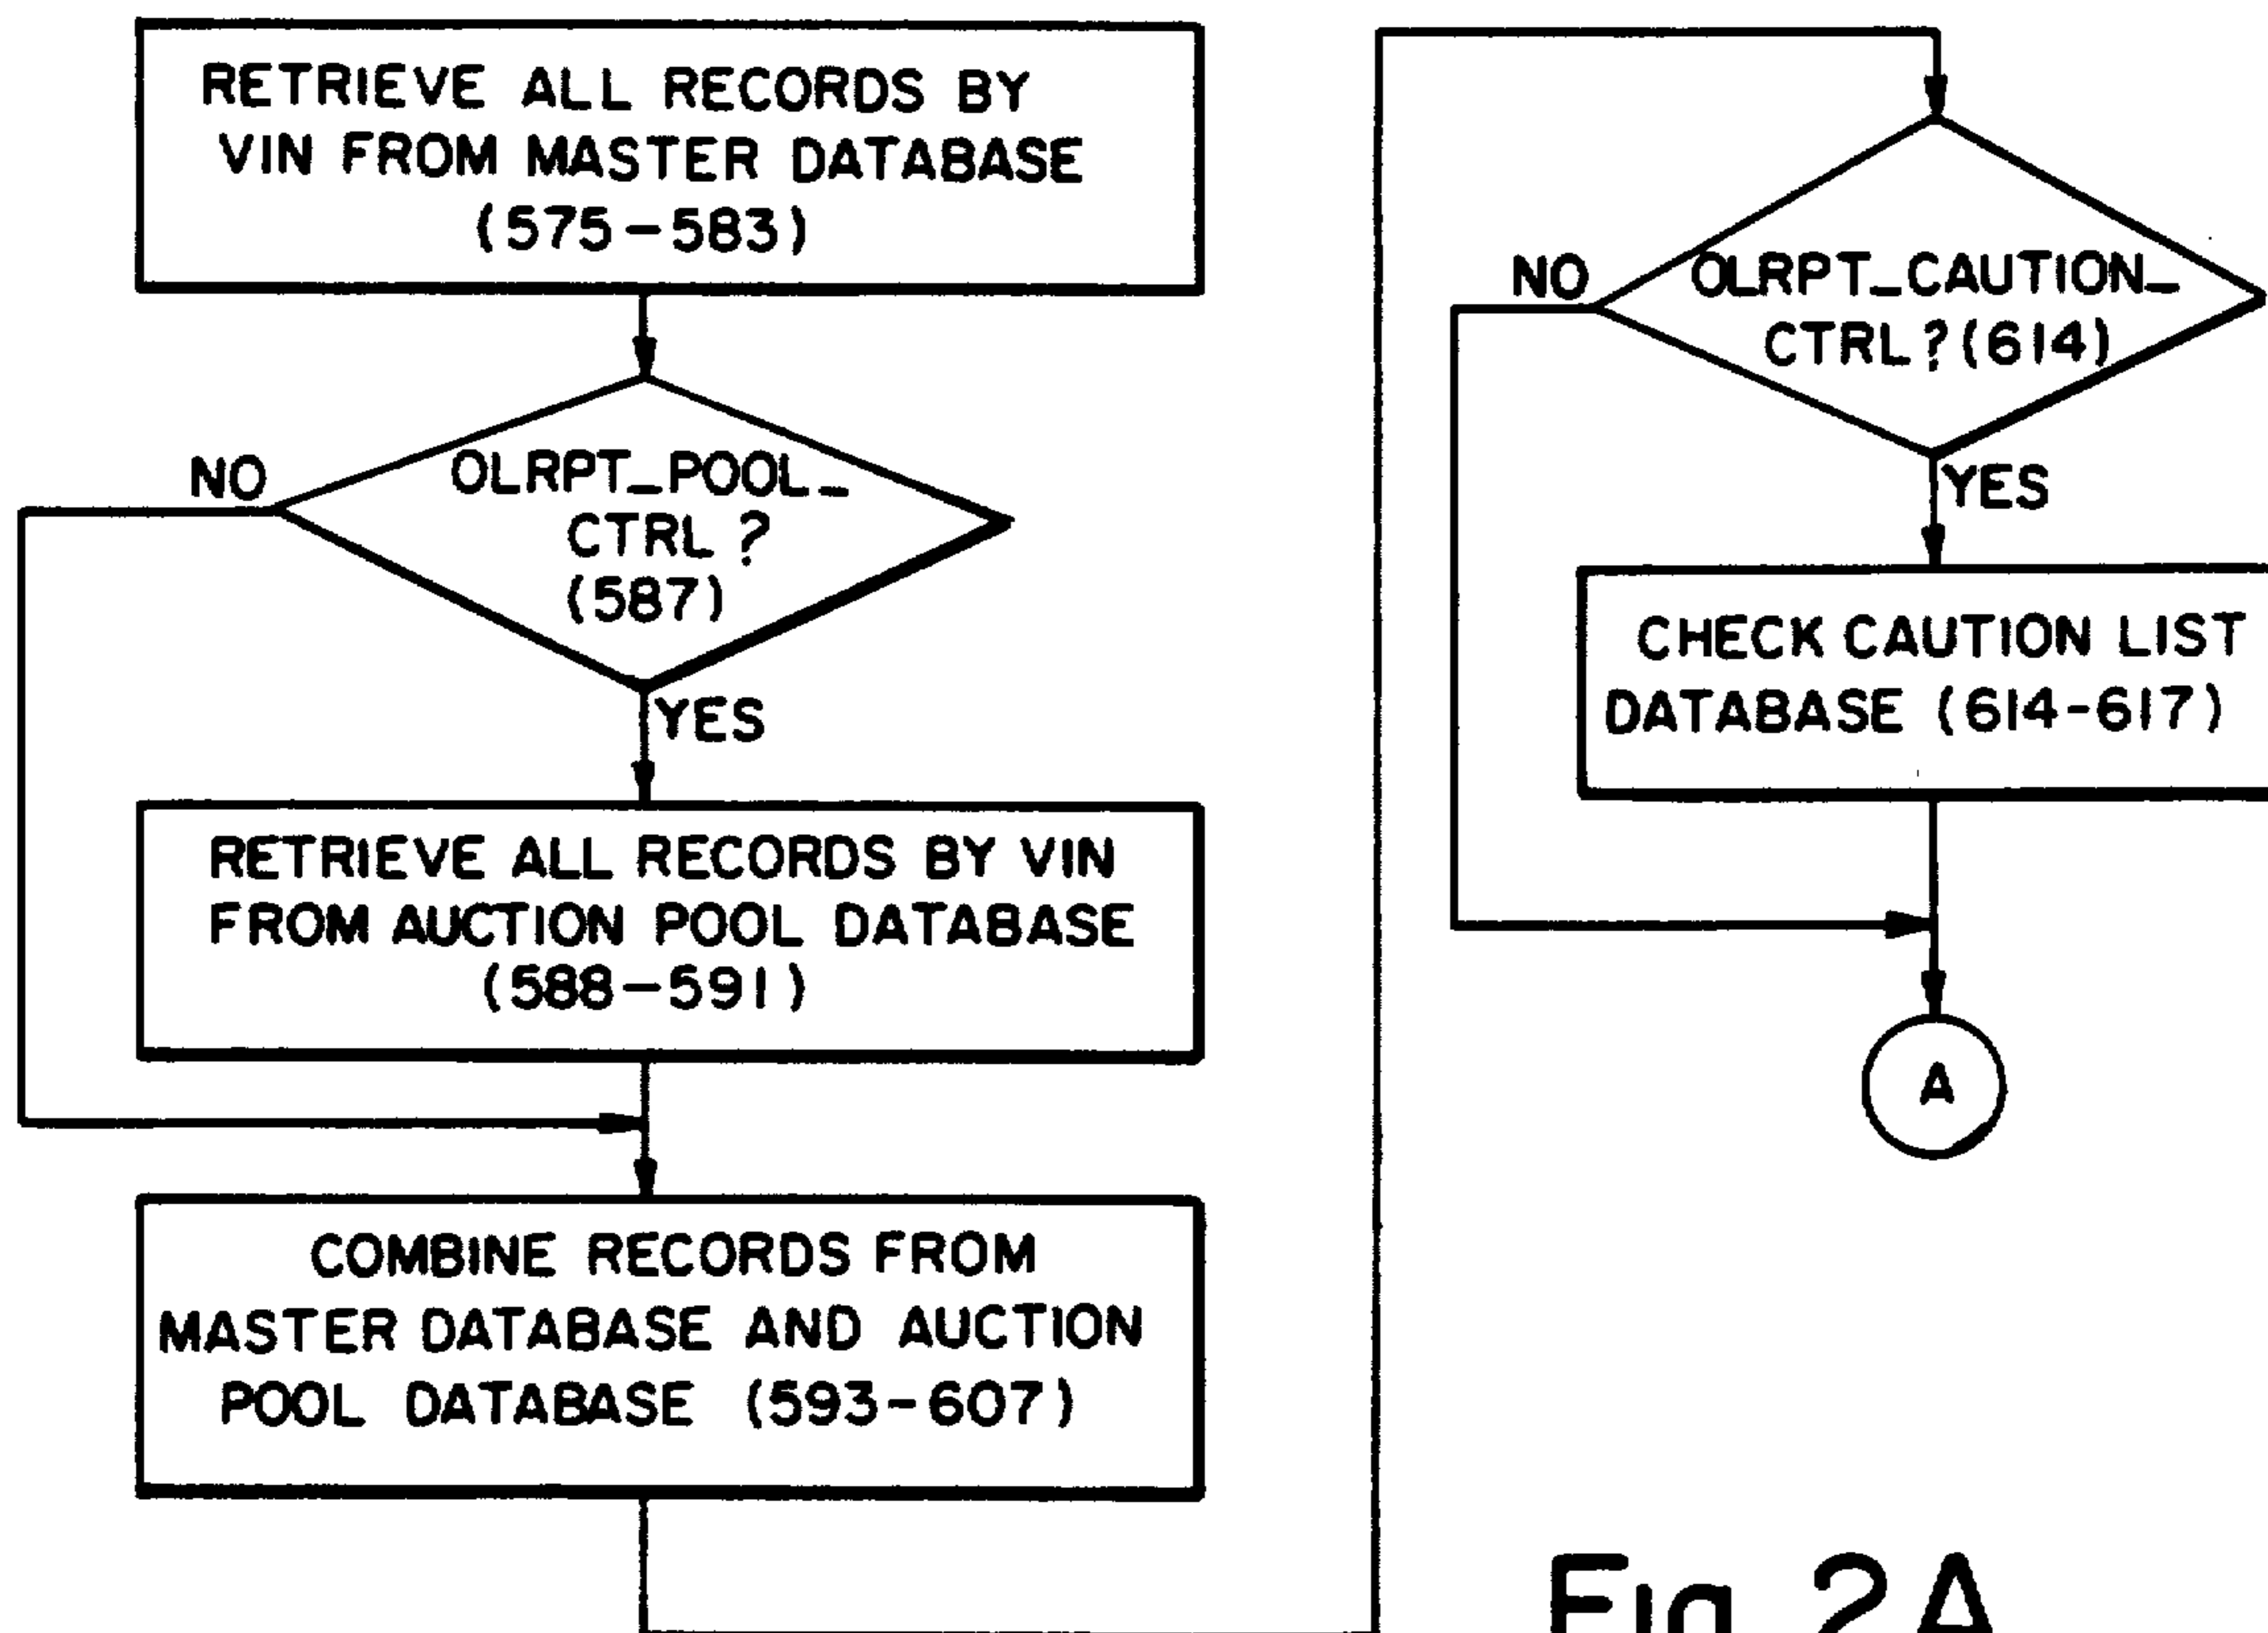 RETRIEVE ALL RECORDS BY
VIN FROM MASTER DATABASE
(575–583)
NO
OLRPT_POOL_
CTRL ?
(587)
YES
RETRIEVE ALL RECORDS BY VIN
FROM AUCTION POOL DATABASE
(588–591)
COMBINE RECORDS FROM
MASTER DATABASE AND AUCTION
POOL DATABASE (593-607)
NO
OLRPT_CAUTION_
CTRL?(614)
YES
CHECK CAUTION LIST
DATABASE (614-617)
A
Fig 2A